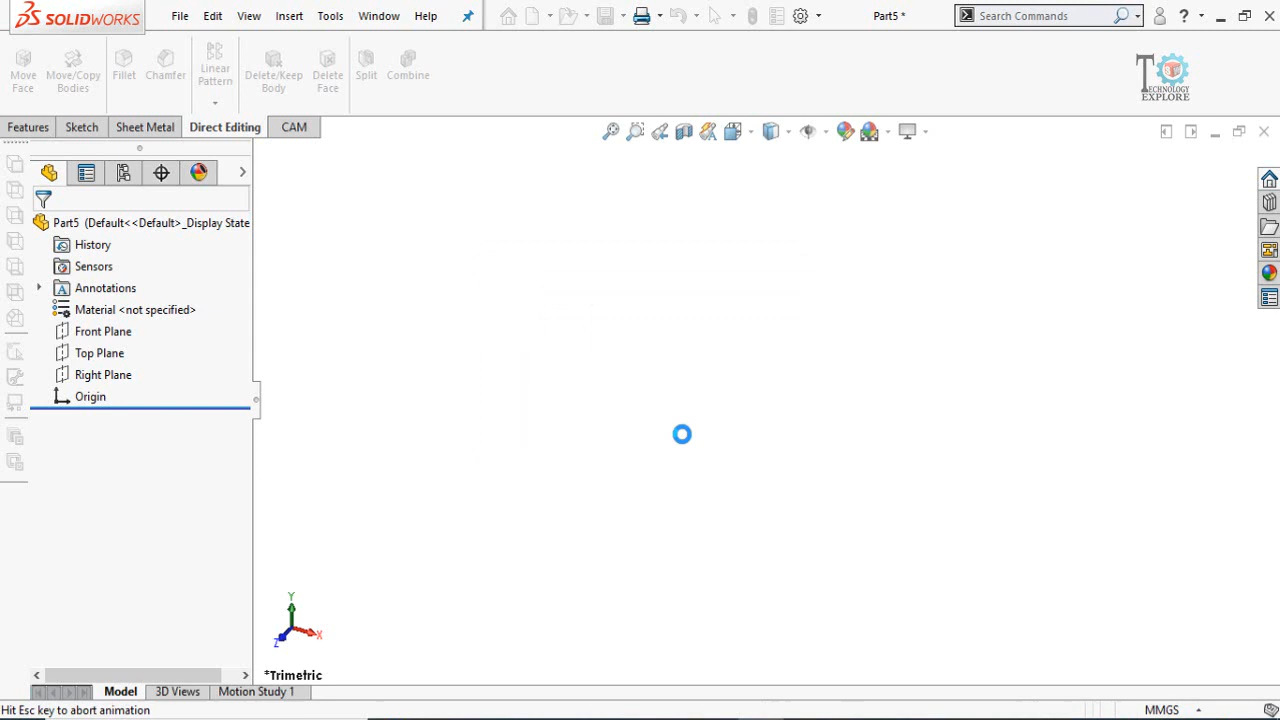 SOLIDWORKS File Edit View Insert Tools Window Help Part5 * Search Commands ?
Move Face Move/Copy Bodies Fillet Chamfer Linear Pattern Delete/Keep Body Delete Face Split Combine
TECHNOLOGY EXPLORE
Features Sketch Sheet Metal Direct Editing CAM
Part5 (Default<<Default>_Display State
History
Sensors
Annotations
Material <not specified>
Front Plane
Top Plane
Right Plane
Origin
Y
X
Z
*Trimetric
Model 3D Views Motion Study 1
Hit Esc key to abort animation MMGS